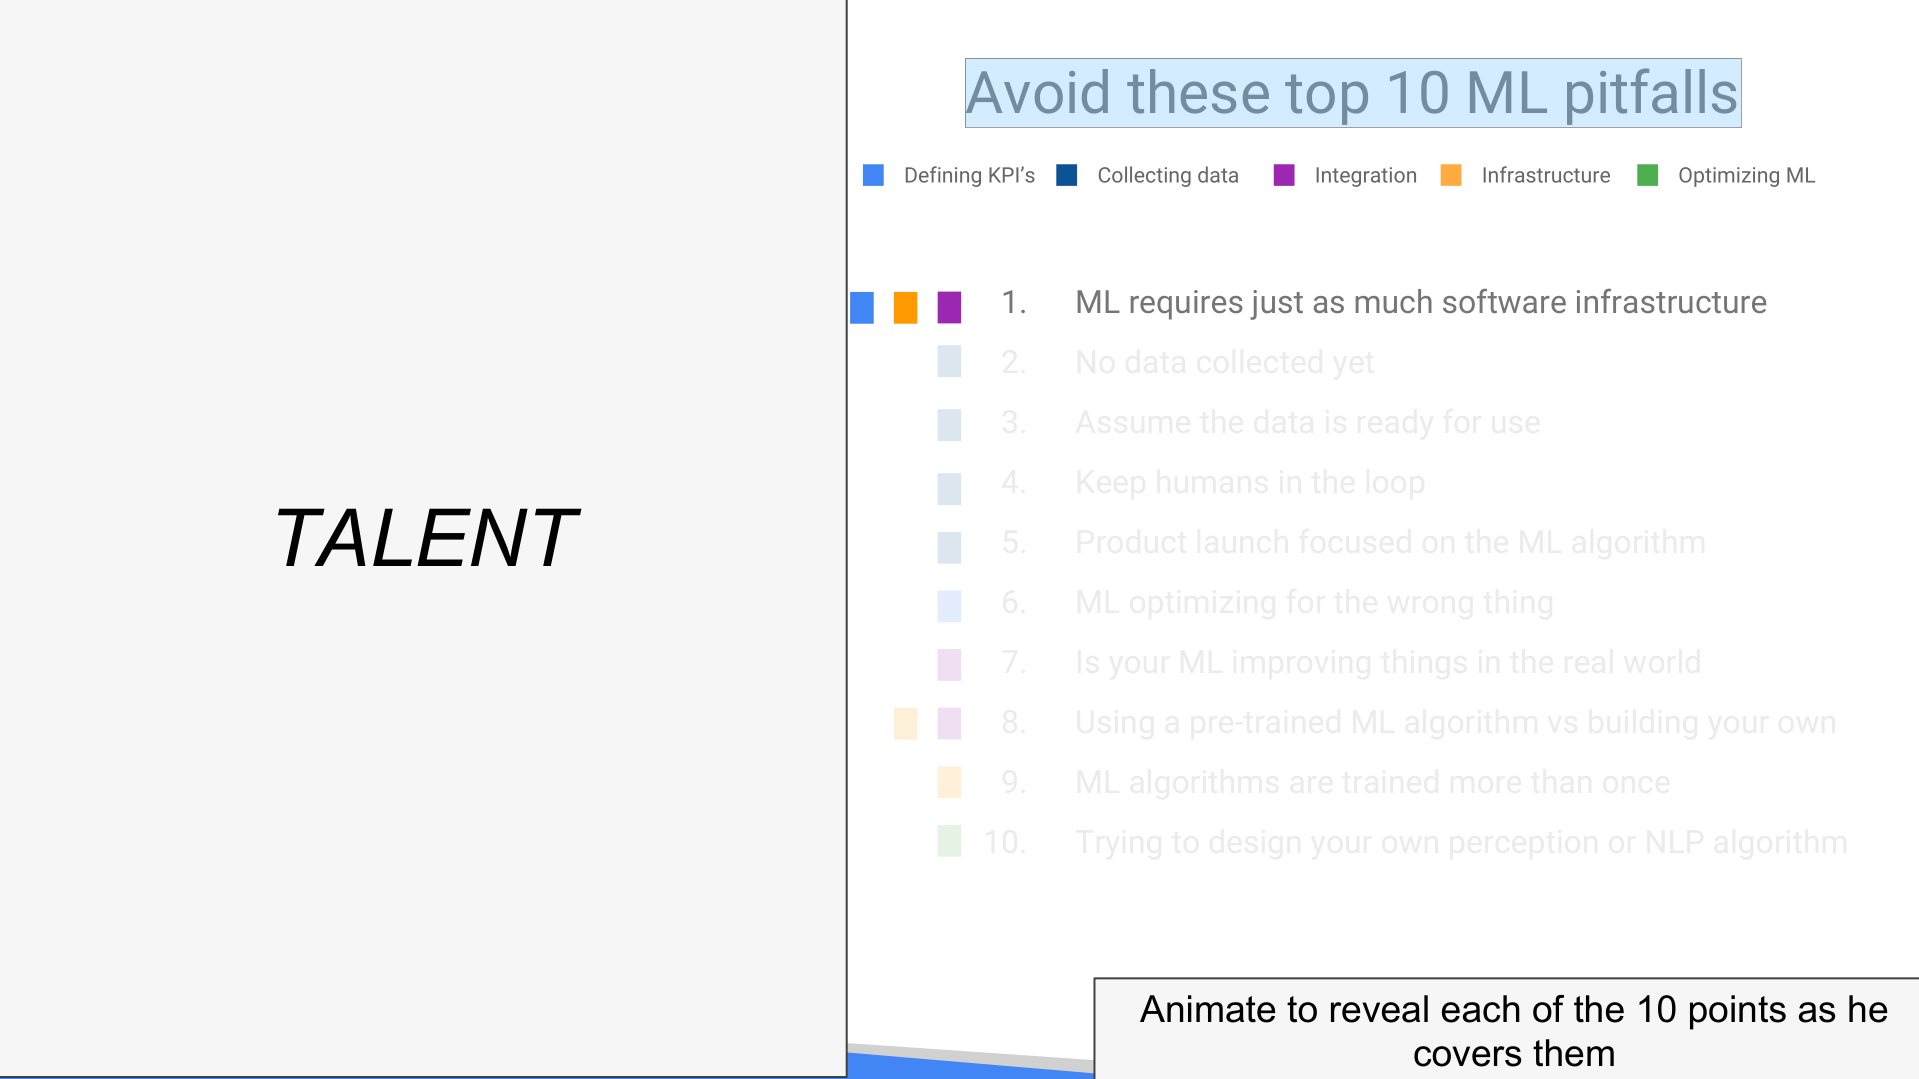 TALENT
Avoid these top 10 ML pitfalls
Defining KPI’s Collecting data Integration Infrastructure Optimizing ML
1. ML requires just as much software infrastructure
2. No data collected yet
3. Assume the data is ready for use
4. Keep humans in the loop
5. Product launch focused on the ML algorithm
6. ML optimizing for the wrong thing
7. Is your ML improving things in the real world
8. Using a pre-trained ML algorithm vs building your own
9. ML algorithms are trained more than once
10. Trying to design your own perception or NLP algorithm
Animate to reveal each of the 10 points as he
covers them